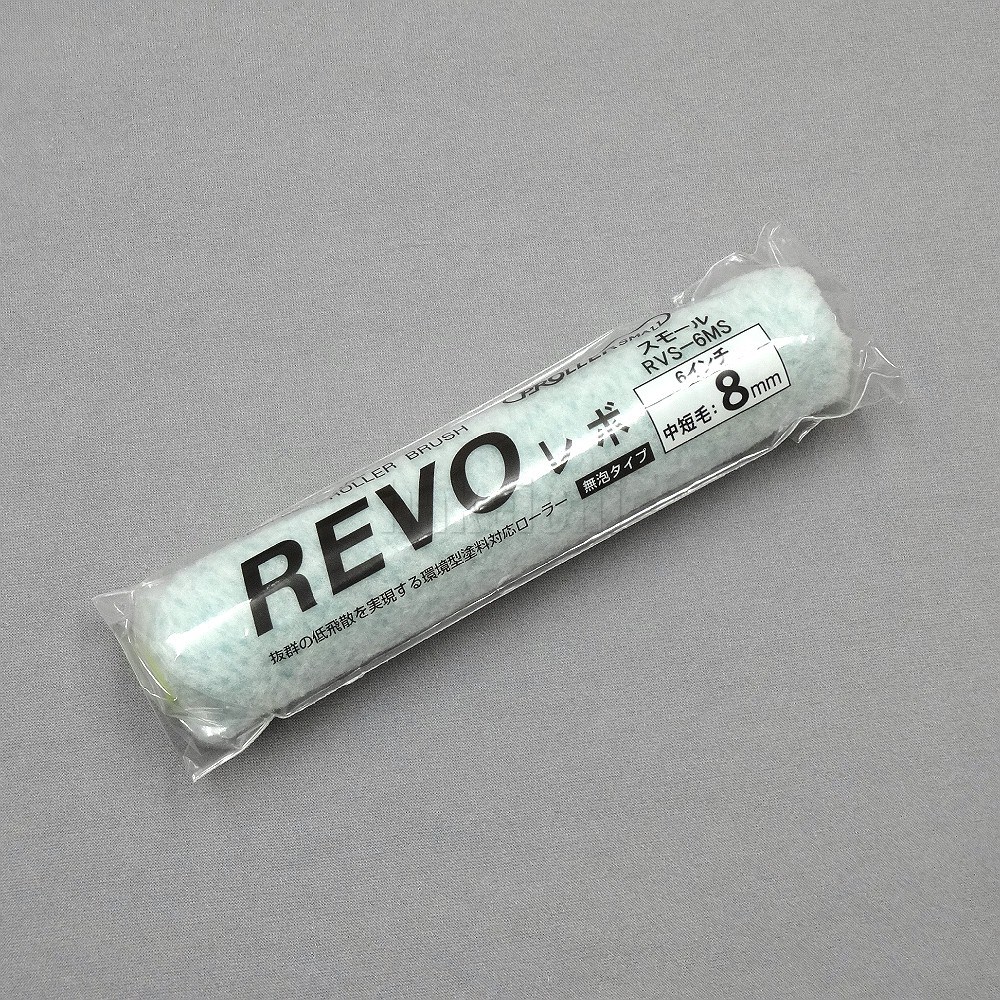 PROLLER SMALL
スモール
RVS-6MS
6インチ
中短毛:8mm
ROLLER BRUSH
REVO レボ
無泡タイプ
抜群の低飛散を実現する環境型塗料対応ローラー